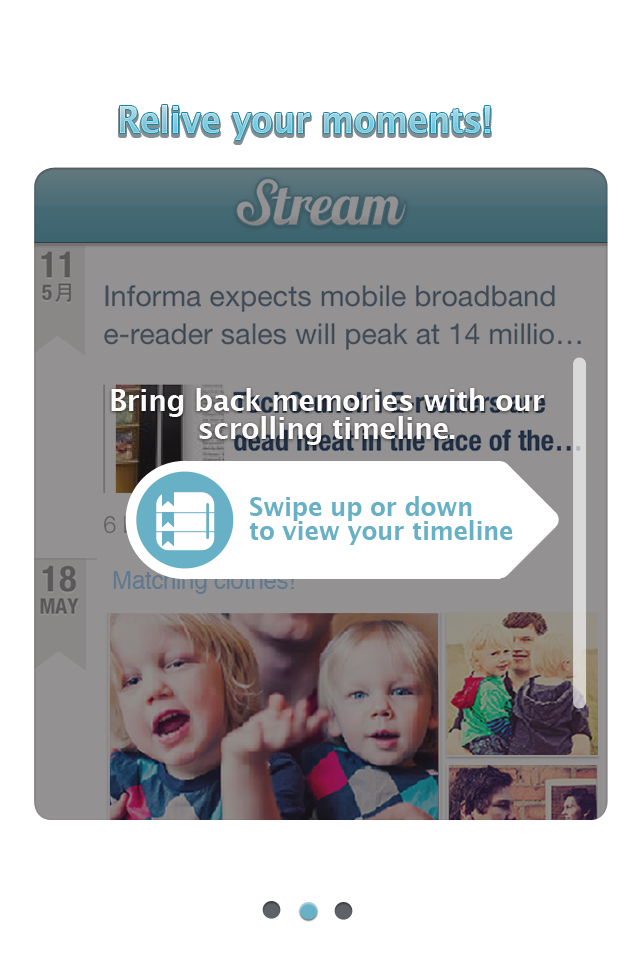 Relive your moments!
Stream
11
5月
Informa expects mobile broadband
e-reader sales will peak at 14 millio…
Bring back memories with our
scrolling timeline.
are
dead meat in the face of the…
Swipe up or down
to view your timeline
6
18
MAY
Matching clothes!